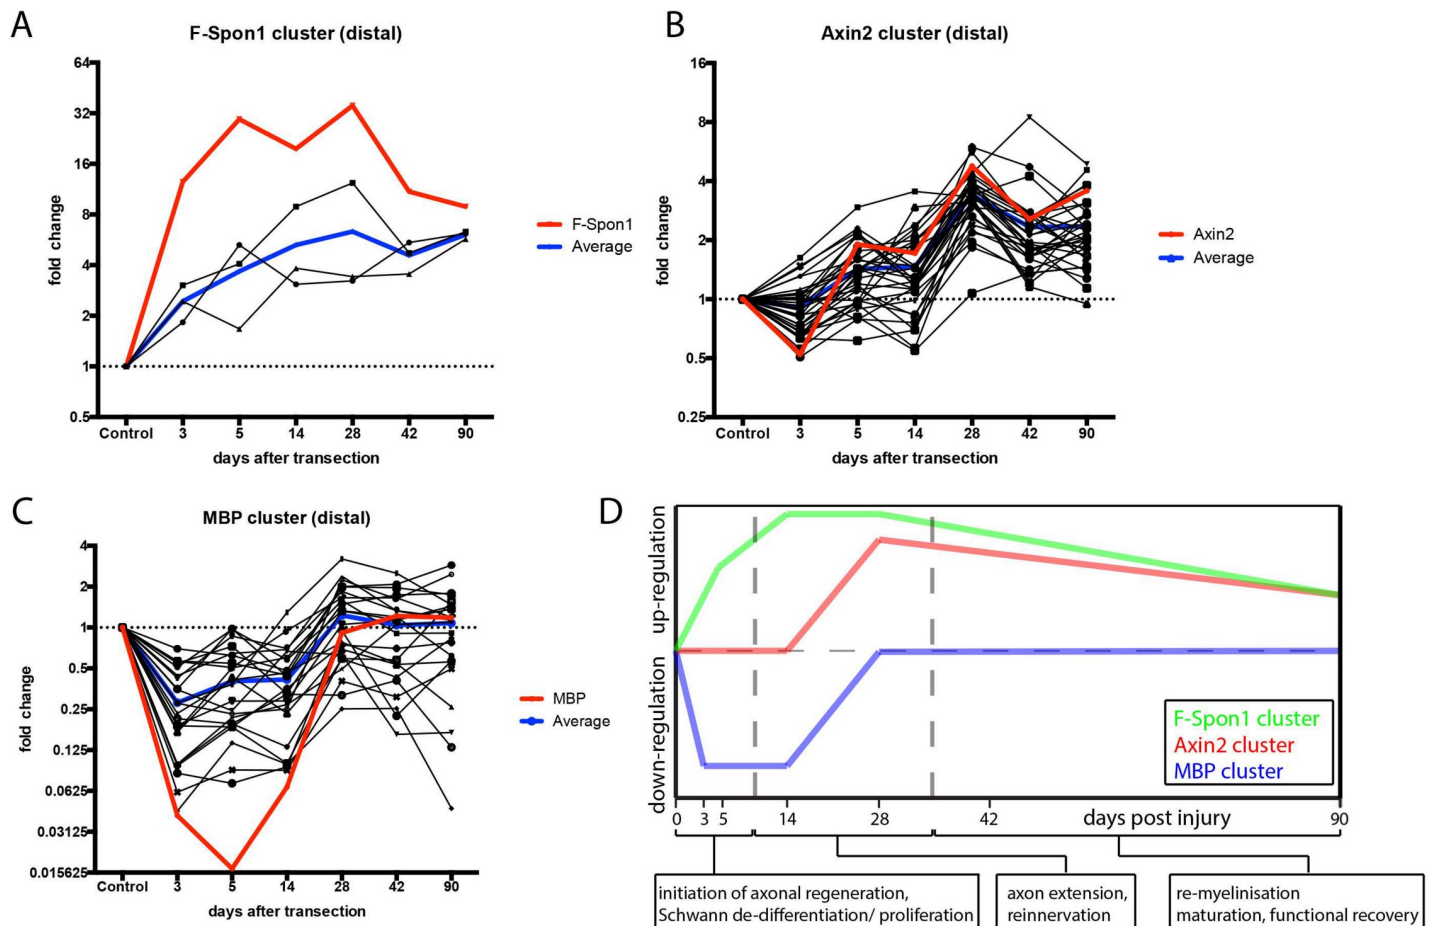 A
F-Spon1 cluster (distal)
fold change
64
32
16
8
4
2
1
0.5
Control 3 5 14 28 42 90
days after transection
F-Spon1
Average
B
Axin2 cluster (distal)
fold change
16
8
4
2
1
0.5
0.25
Control 3 5 14 28 42 90
days after transection
Axin2
Average
C
MBP cluster (distal)
fold change
4
2
1
0.5
0.25
0.125
0.0625
0.03125
0.015625
Control 3 5 14 28 42 90
days after transection
MBP
Average
D
up-regulation
down-regulation
F-Spon1 cluster
Axin2 cluster
MBP cluster
0 3 5 14 28 42 days post injury 90
initiation of axonal regeneration,
Schwann de-differentiation/ proliferation
axon extension,
reinnervation
re-myelinisation
maturation, functional recovery